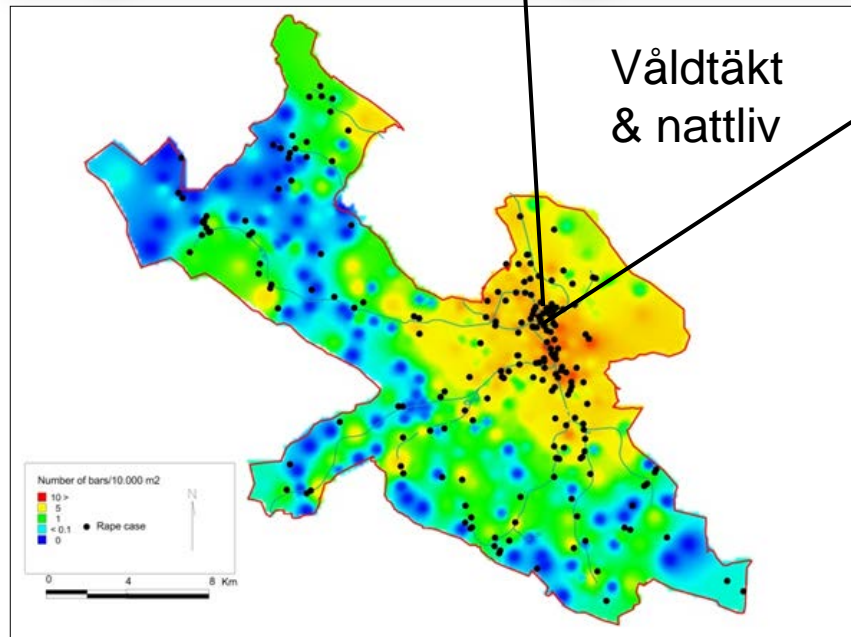 Våldtäkt
& nattliv
N
Number of bars/10.000 m2
10 >
5
1
< 0.1
0
Rape case
0 4 8 Km